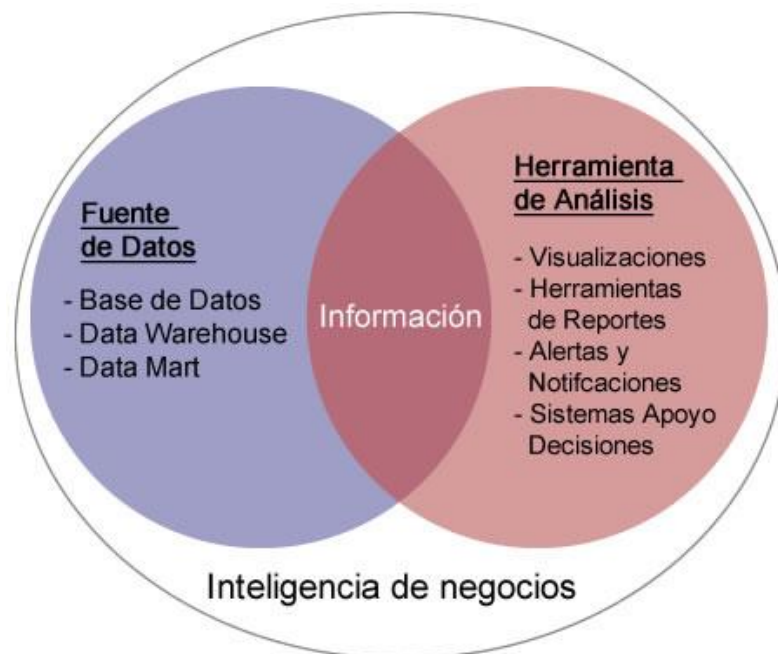 Fuente
de Datos
- Base de Datos
- Data Warehouse
- Data Mart
Información
Herramienta
de Análisis
- Visualizaciones
- Herramientas
de Reportes
- Alertas y
Notifcaciones
- Sistemas Apoyo
Decisiones
Inteligencia de negocios